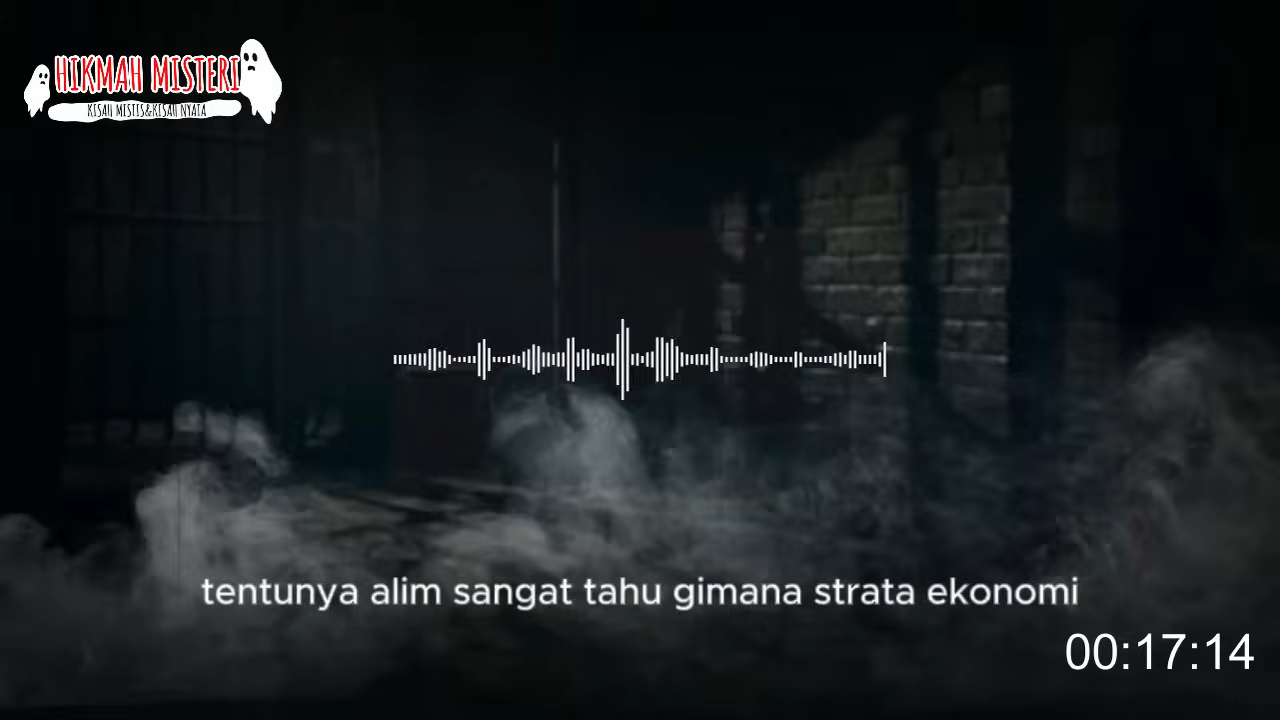 HIKMAH MISTERI
KISAH MISTIS&KISAH NYATA
tentunya alim sangat tahu gimana strata ekonomi
00:17:14